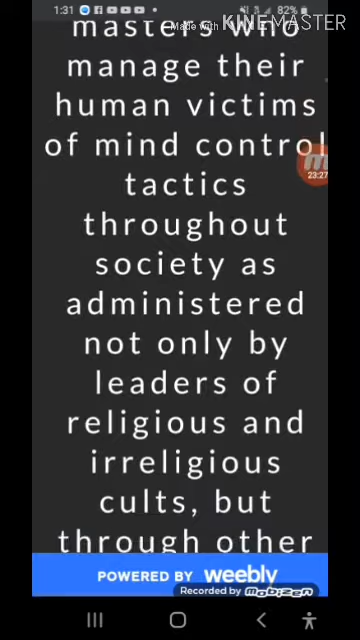 1:31 82%
Made with KINEMASTER
masters who
manage their
human victims
of mind control
tactics
23:27
throughout
society as
administered
not only by
leaders of
religious and
irreligious
cults, but
through other
POWERED BY weebly
Recorded by mobizen